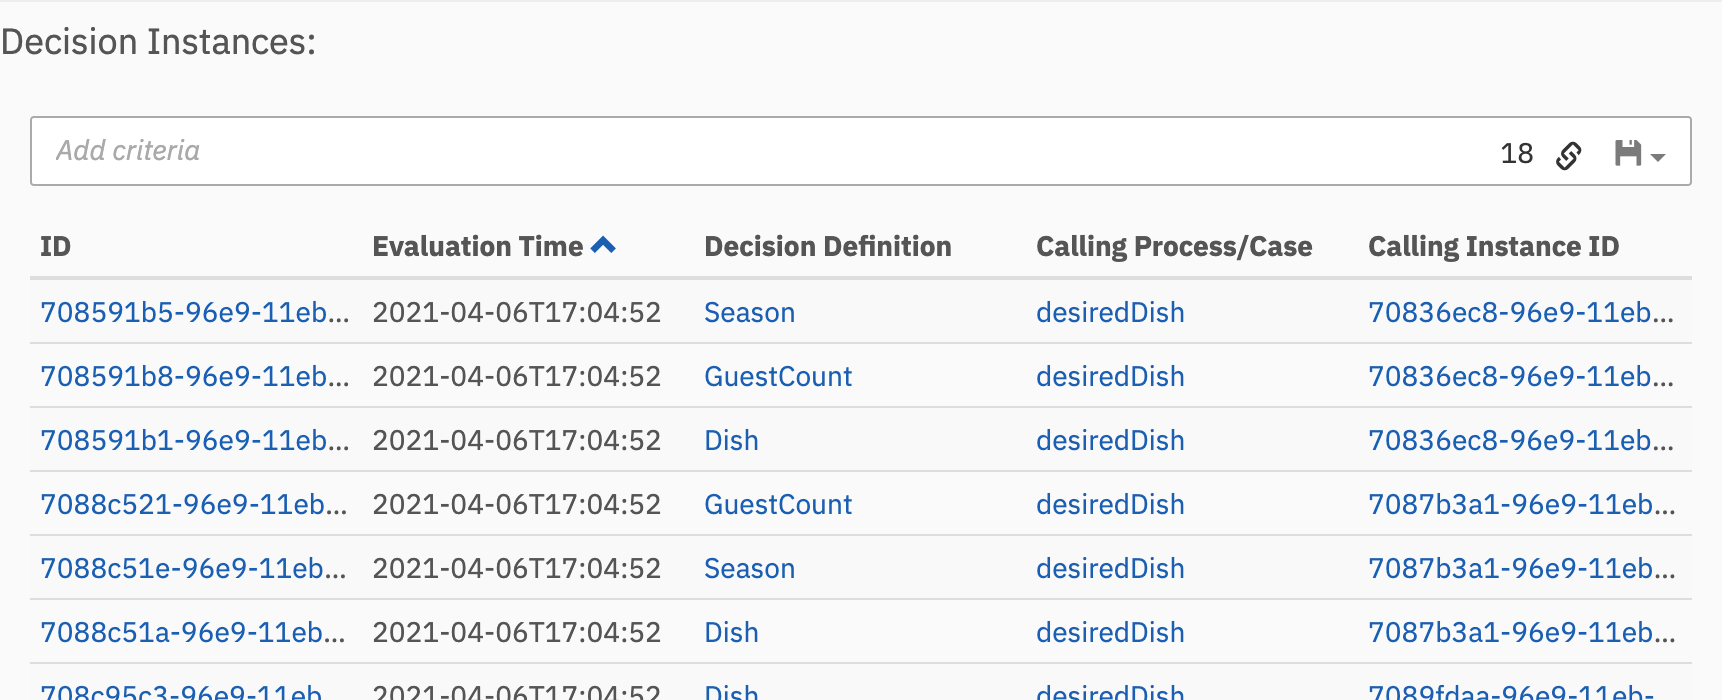 Decision Instances:
Add criteria 18
ID Evaluation Time Decision Definition Calling Process/Case Calling Instance ID
708591b5-96e9-11eb... 2021-04-06T17:04:52 Season desiredDish 70836ec8-96e9-11eb...
708591b8-96e9-11eb... 2021-04-06T17:04:52 GuestCount desiredDish 70836ec8-96e9-11eb...
708591b1-96e9-11eb... 2021-04-06T17:04:52 Dish desiredDish 70836ec8-96e9-11eb...
7088c521-96e9-11eb... 2021-04-06T17:04:52 GuestCount desiredDish 7087b3a1-96e9-11eb...
7088c51e-96e9-11eb... 2021-04-06T17:04:52 Season desiredDish 7087b3a1-96e9-11eb...
7088c51a-96e9-11eb... 2021-04-06T17:04:52 Dish desiredDish 7087b3a1-96e9-11eb...
708c95c3-96e9-11eb 2021-04-06T17:04:52 Dish desiredDish 7089fdaa-96e9-11eb-